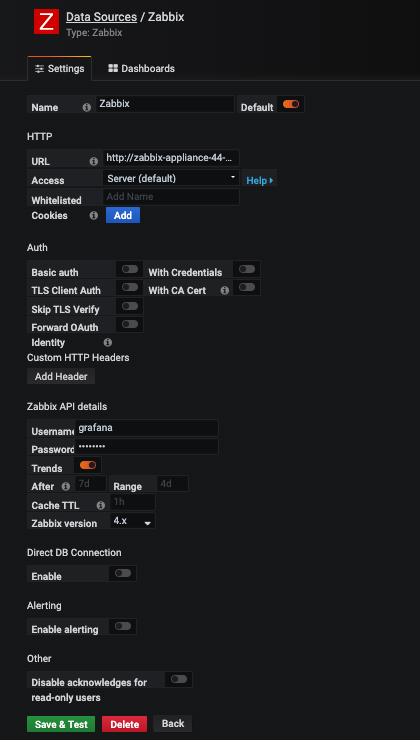 Z
Data Sources / Zabbix
Type: Zabbix
Settings Dashboards
Name Zabbix Default
HTTP
URL http://zabbix-appliance-44-...
Access Server (default) Help
Whitelisted Add Name
Cookies Add
Auth
Basic auth With Credentials
TLS Client Auth With CA Cert
Skip TLS Verify
Forward OAuth
Identity
Custom HTTP Headers
Add Header
Zabbix API details
Username grafana
Password ••••••••
Trends
After 7d Range 4d
Cache TTL 1h
Zabbix version 4.x
Direct DB Connection
Enable
Alerting
Enable alerting
Other
Disable acknowledges for
read-only users
Save & Test Delete Back